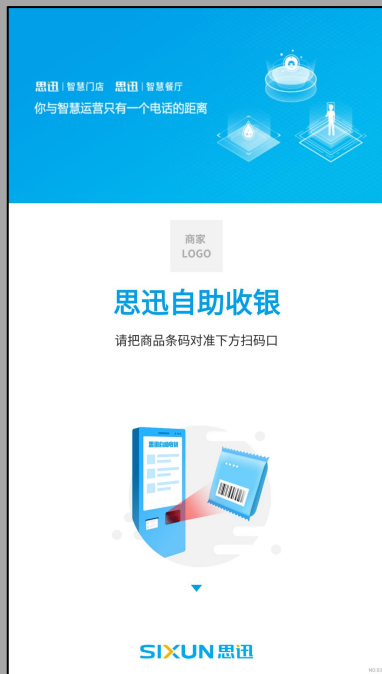 思迅 | 智慧门店 思迅 | 智慧餐厅
你与智慧运营只有一个电话的距离
商家
LOGO
思迅自助收银
请把商品条码对准下方扫码口
思迅自助收银
SIXUN 思迅